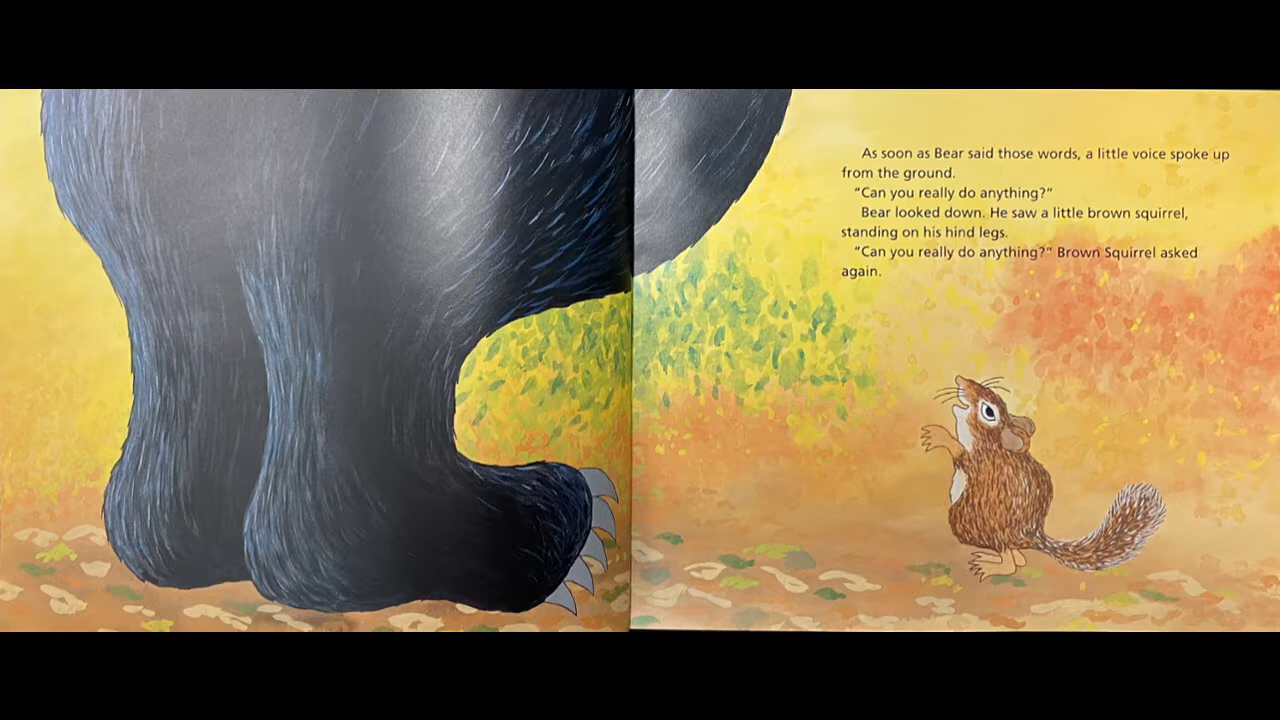 As soon as Bear said those words, a little voice spoke up
from the ground.
“Can you really do anything?”
Bear looked down. He saw a little brown squirrel,
standing on his hind legs.
“Can you really do anything?” Brown Squirrel asked
again.